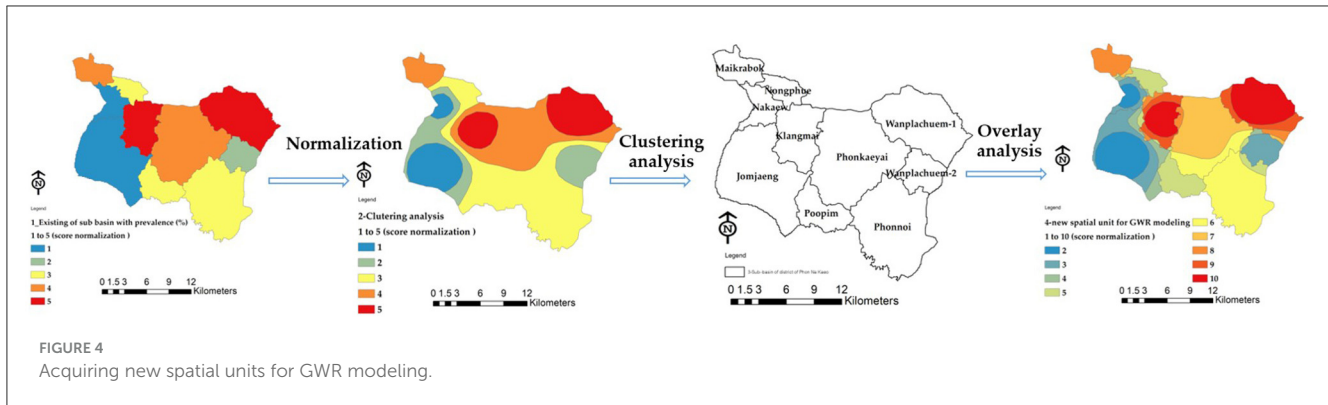 Normalization
Clustering
analysis
Overlay
analysis
N
Legend
1_Existing of sub basin with prevalence (%)
1 to 5 (score normalization )
1
2
3
4
5
0 1.5 3 6 9 12
Kilometers
N
Legend
2-Clutering analysis
1 to 5 (score normalization )
1
2
3
4
5
0 1.5 3 6 9 12
Kilometers
Maikrabok
Nongphue
Nakaew
Klangmai
Wanplachuem-1
Jomjaeng
Phonkaeyai
Wanplachuem-2
Poopim
Phonnoi
N
Legend
0 1.5 3 6 9 12
Kilometers
N
Legend
4-new spatial unit for GWR modeling
1 to 10 (score normalization )
2
3
4
5
6
7
8
9
10
0 1.5 3 6 9 12
Kilometers
FIGURE 4
Acquiring new spatial units for GWR modeling.